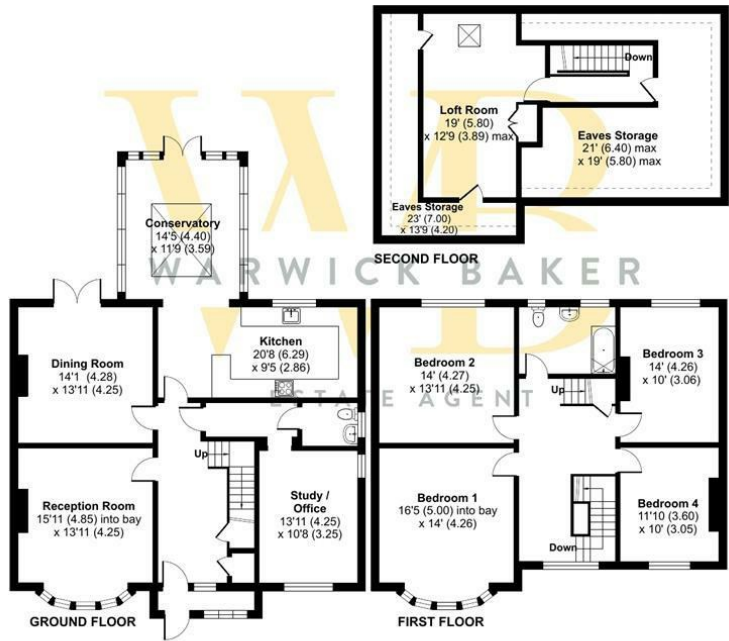 Down
Loft Room
19' (5.80)
x 12'9 (3.89) max
Eaves Storage
21' (6.40) max
x 19' (5.80) max
Eaves Storage
23' (7.00)
x 13'9 (4.20)
SECOND FLOOR
Conservatory
14'5 (4.40)
x 11'9 (3.59)
WB
WARWICK BAKER
ESTATE AGENT
Dining Room
14'1 (4.28)
x 13'11 (4.25)
Kitchen
20'8 (6.29)
x 9'5 (2.86)
Up
Reception Room
15'11 (4.85) into bay
x 13'11 (4.25)
Study /
Office
13'11 (4.25)
x 10'8 (3.25)
GROUND FLOOR
Bedroom 2
14' (4.27)
x 13'11 (4.25)
Bedroom 3
14' (4.26)
x 10' (3.06)
Up
Bedroom 1
16'5 (5.00) into bay
x 14' (4.26)
Bedroom 4
11'10 (3.60)
x 10' (3.05)
Down
FIRST FLOOR